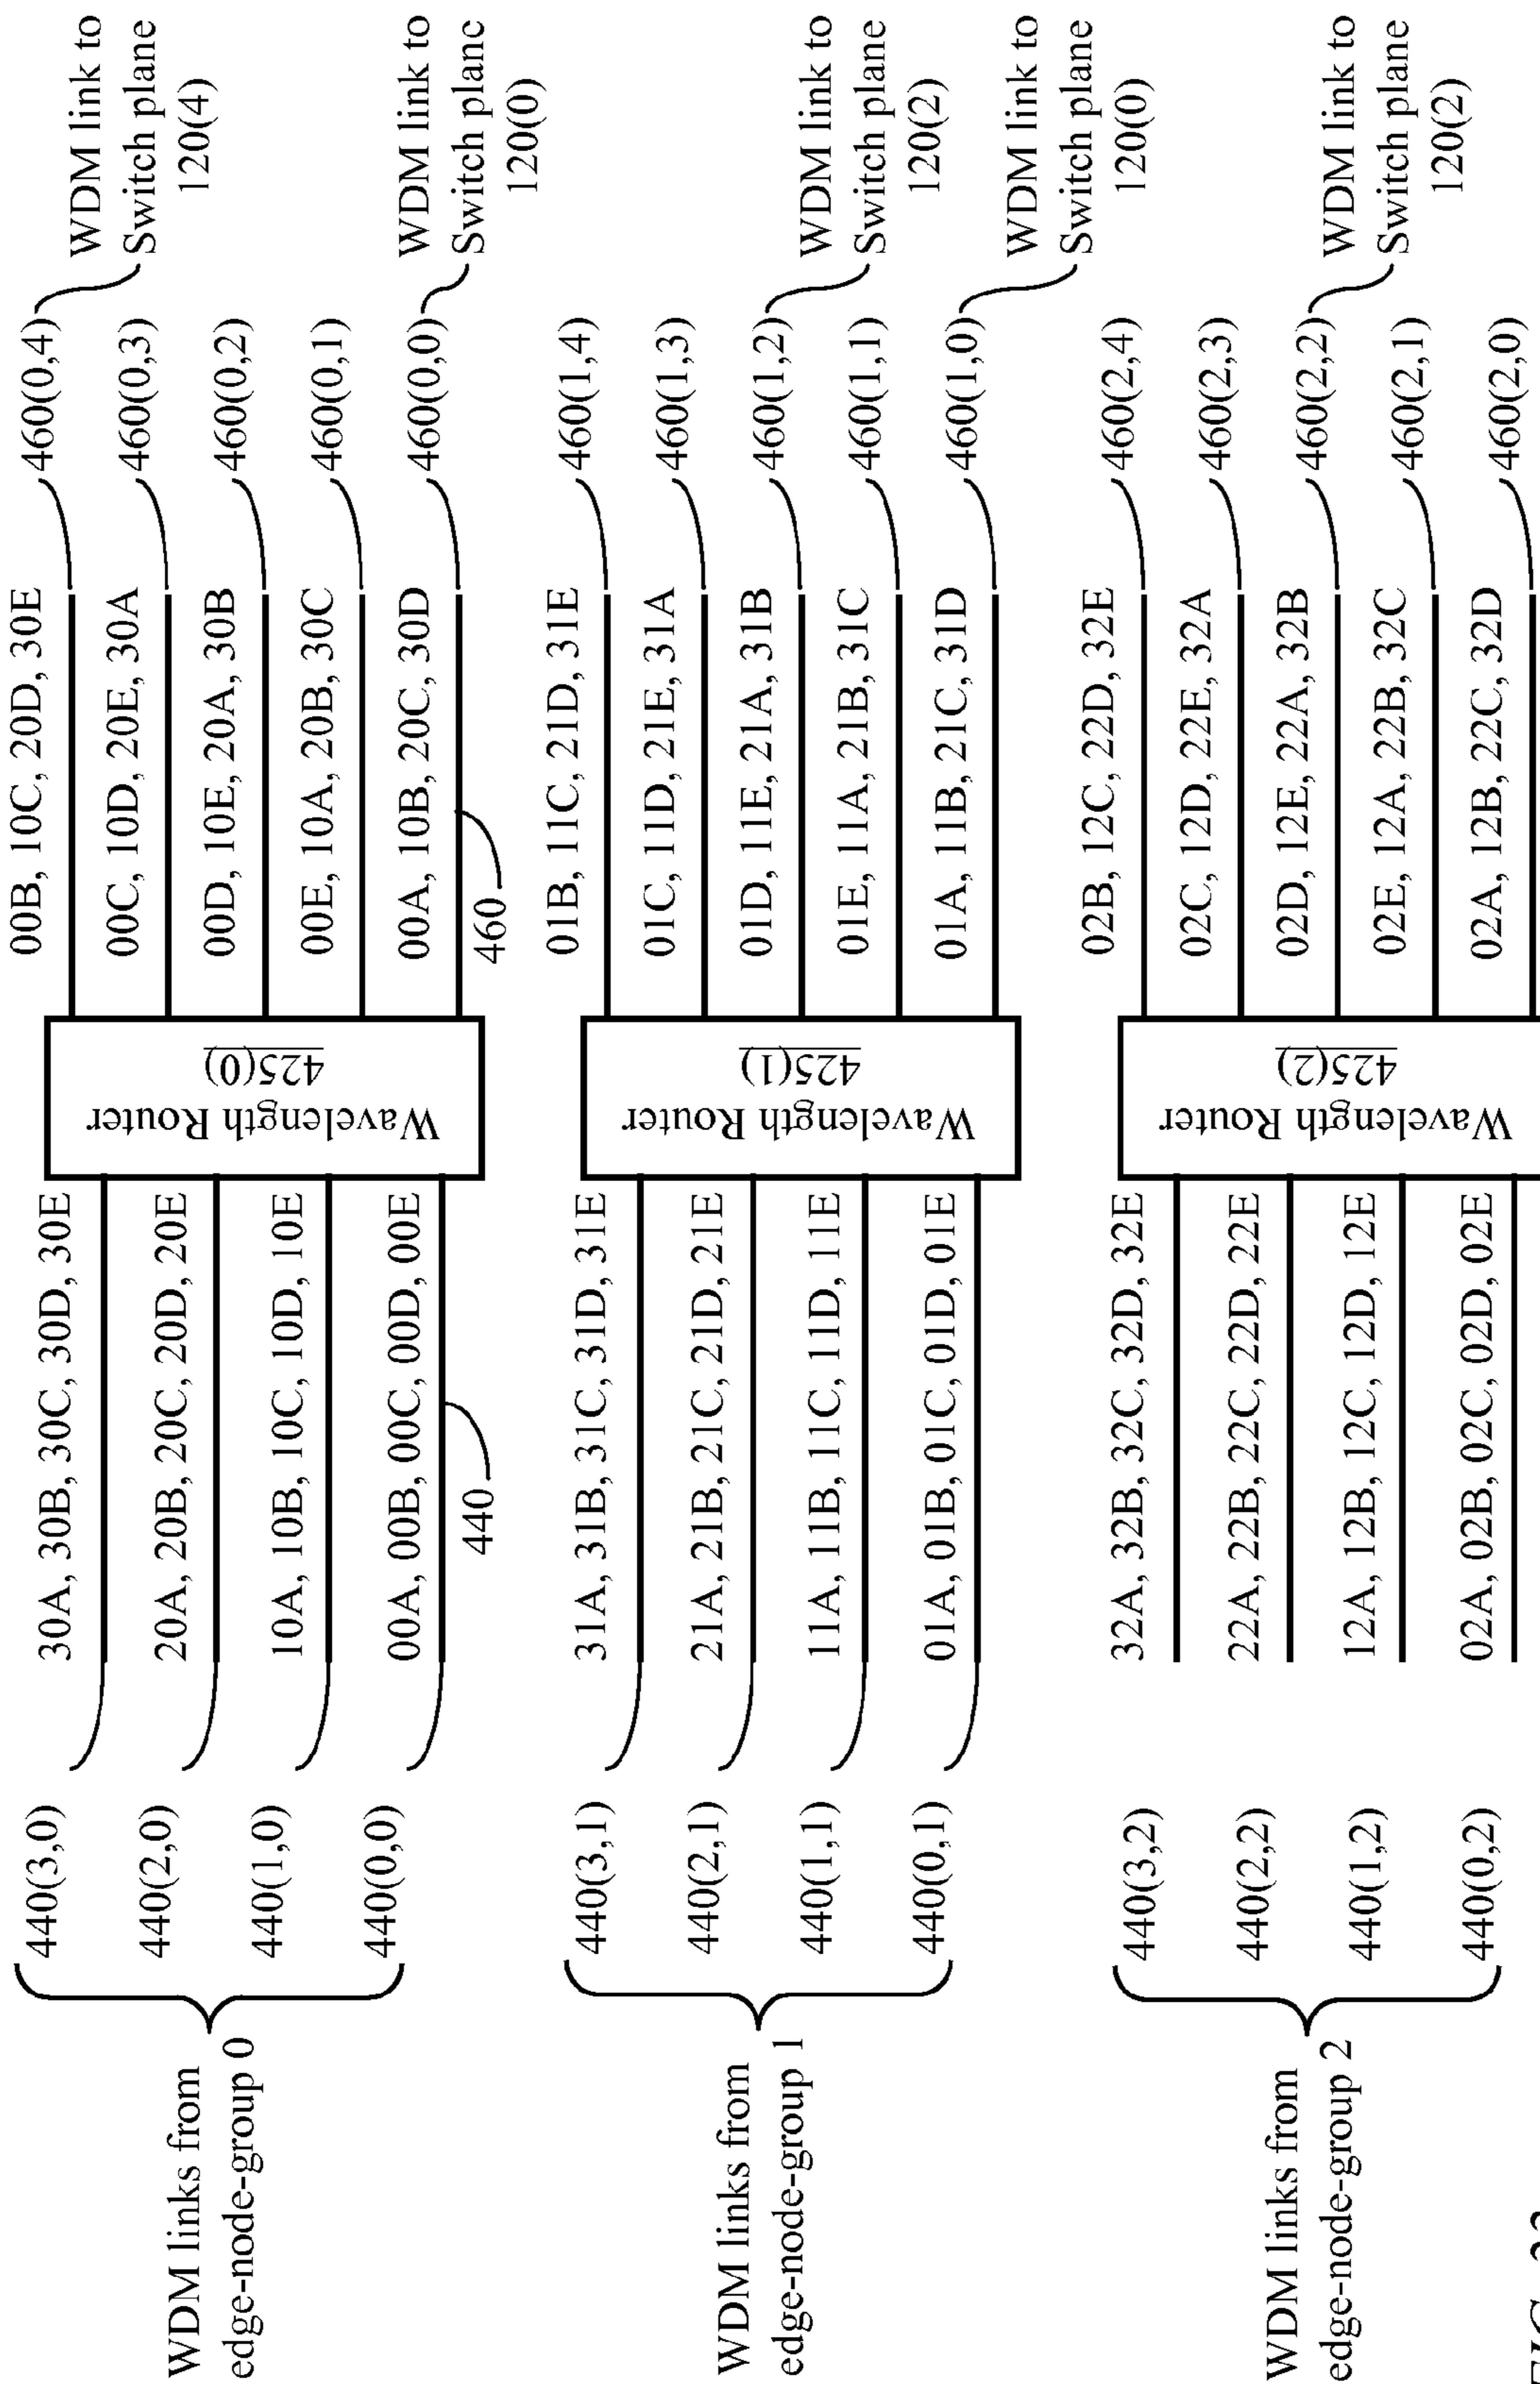 WDM links from
edge-node-group 0
440(3,0)
440(2,0)
440(1,0)
440(0,0)
30A, 30B, 30C, 30D, 30E
20A, 20B, 20C, 20D, 20E
10A, 10B, 10C, 10D, 10E
00A, 00B, 00C, 00D, 00E
440
Wavelength Router
425(0)
00B, 10C, 20D, 30E
00C, 10D, 20E, 30A
00D, 10E, 20A, 30B
00E, 10A, 20B, 30C
00A, 10B, 20C, 30D
460
460(0,4)
460(0,3)
460(0,2)
460(0,1)
460(0,0)
WDM link to
Switch plane
120(4)
WDM link to
Switch plane
120(0)
WDM links from
edge-node-group 1
440(3,1)
440(2,1)
440(1,1)
440(0,1)
31A, 31B, 31C, 31D, 31E
21A, 21B, 21C, 21D, 21E
11A, 11B, 11C, 11D, 11E
01A, 01B, 01C, 01D, 01E
Wavelength Router
425(1)
01B, 11C, 21D, 31E
01C, 11D, 21E, 31A
01D, 11E, 21A, 31B
01E, 11A, 21B, 31C
01A, 11B, 21C, 31D
460(1,4)
460(1,3)
460(1,2)
460(1,1)
460(1,0)
WDM link to
Switch plane
120(2)
WDM link to
Switch plane
120(0)
WDM links from
edge-node-group 2
440(3,2)
440(2,2)
440(1,2)
440(0,2)
32A, 32B, 32C, 32D, 32E
22A, 22B, 22C, 22D, 22E
12A, 12B, 12C, 12D, 12E
02A, 02B, 02C, 02D, 02E
Wavelength Router
425(2)
02B, 12C, 22D, 32E
02C, 12D, 22E, 32A
02D, 12E, 22A, 32B
02E, 12A, 22B, 32C
02A, 12B, 22C, 32D
460(2,4)
460(2,3)
460(2,2)
460(2,1)
460(2,0)
WDM link to
Switch plane
120(2)